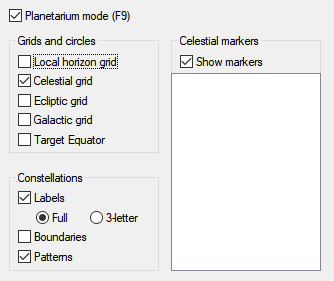 Planetarium mode (F9)
Grids and circles
Local horizon grid
Celestial grid
Ecliptic grid
Galactic grid
Target Equator
Constellations
Labels
Full 3-letter
Boundaries
Patterns
Celestial markers
Show markers